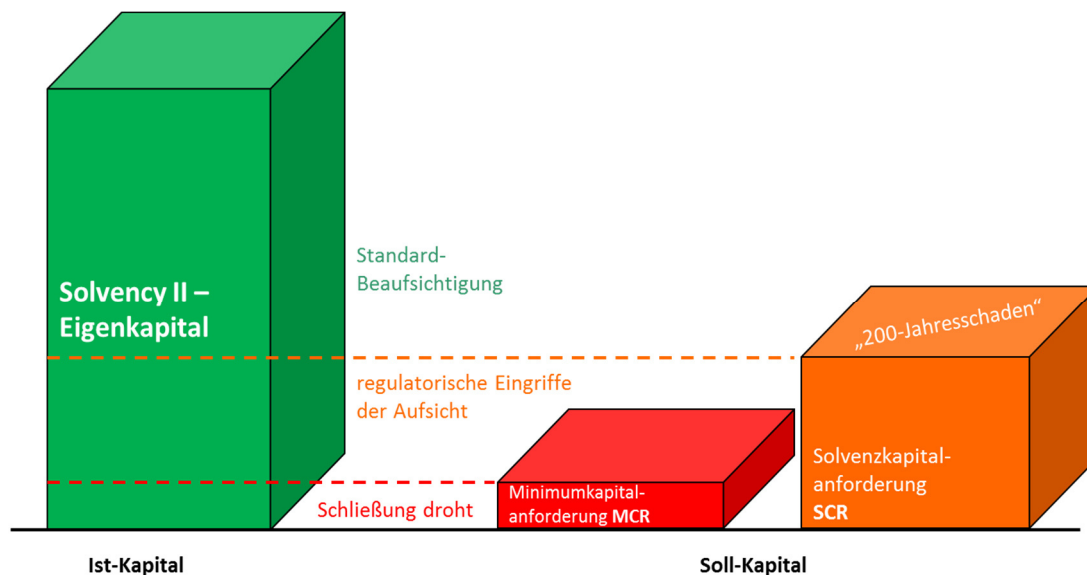 Standard-
Beaufsichtigung
Solvency II –
Eigenkapital
„200-Jahresschaden“
regulatorische Eingriffe
der Aufsicht
Solvenzkapital-
anforderung
SCR
Minimumkapital-
anforderung MCR
Schließung droht
Ist-Kapital
Soll-Kapital